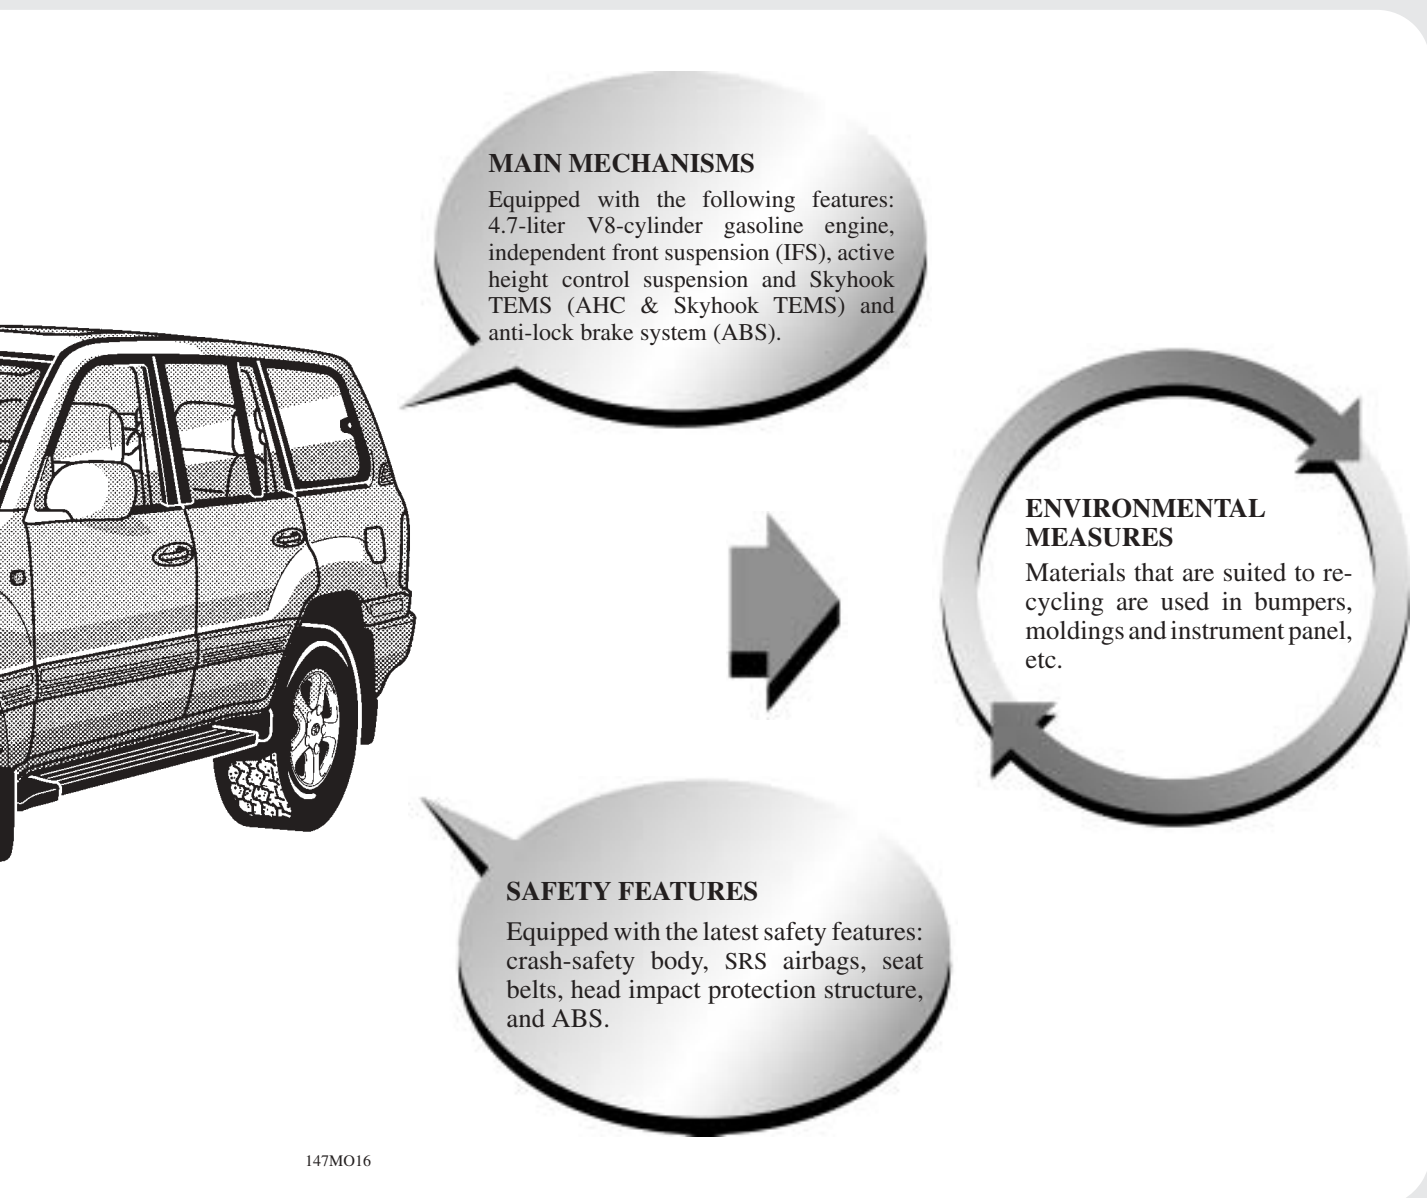 MAIN MECHANISMS
Equipped with the following features:
4.7-liter V8-cylinder gasoline engine,
independent front suspension (IFS), active
height control suspension and Skyhook
TEMS (AHC & Skyhook TEMS) and
anti-lock brake system (ABS).
ENVIRONMENTAL
MEASURES
Materials that are suited to re-
cycling are used in bumpers,
moldings and instrument panel,
etc.
SAFETY FEATURES
Equipped with the latest safety features:
crash-safety body, SRS airbags, seat
belts, head impact protection structure,
and ABS.
147MO16